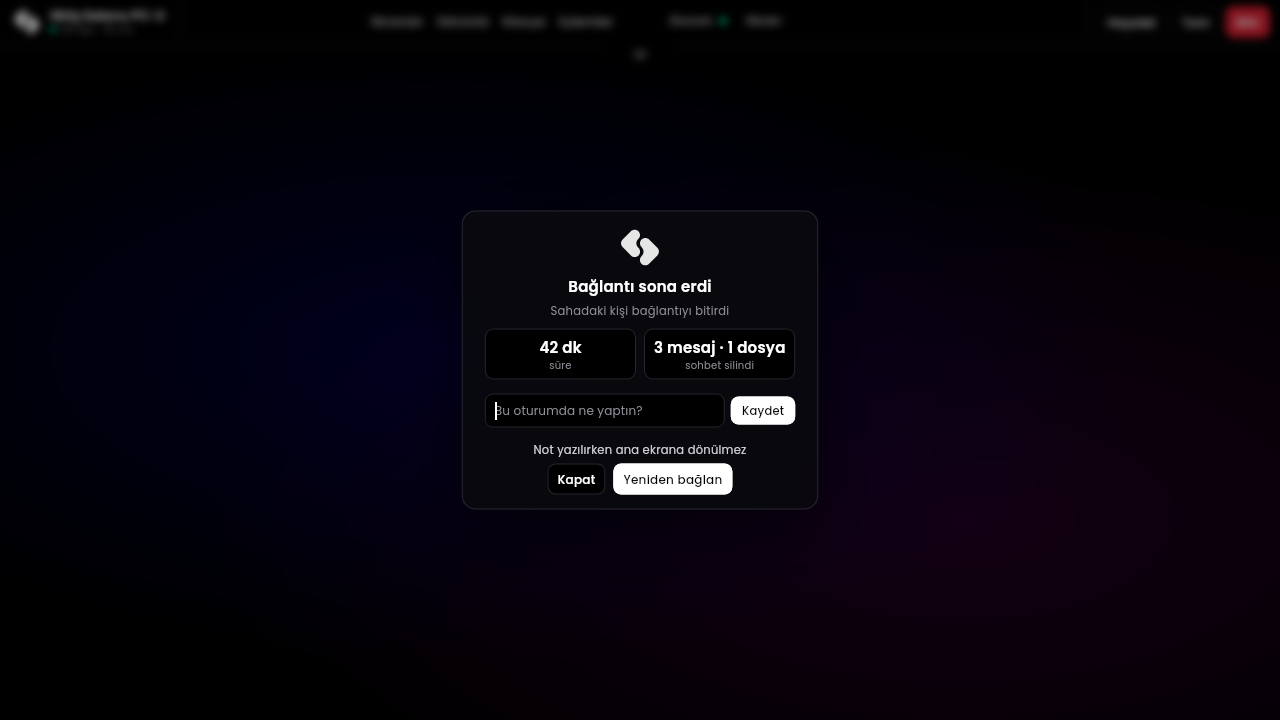 Bağlantı sona erdi
Sahadaki kişi bağlantıyı bitirdi
42 dk
süre
3 mesaj · 1 dosya
sohbet silindi
Bu oturumda ne yaptın?
Kaydet
Not yazılırken ana ekrana dönülmez
Kapat
Yeniden bağlan